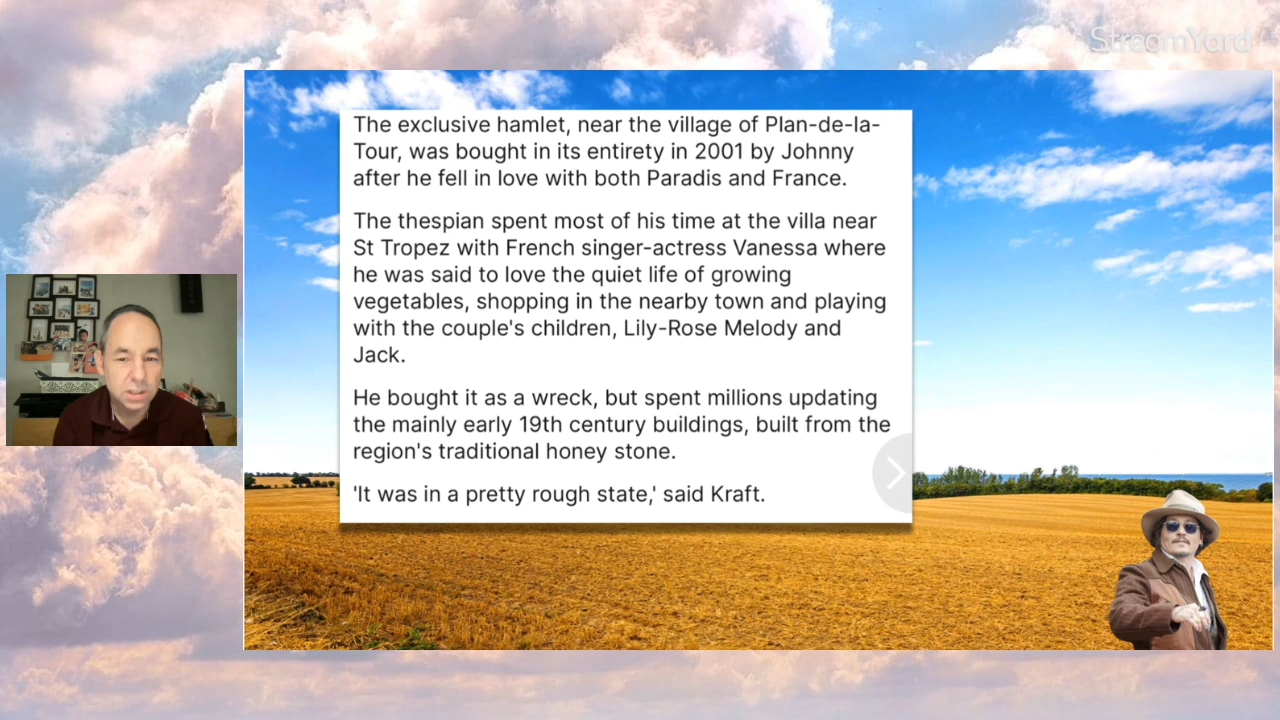 StreamYard
The exclusive hamlet, near the village of Plan-de-la-
Tour, was bought in its entirety in 2001 by Johnny
after he fell in love with both Paradis and France.
The thespian spent most of his time at the villa near
St Tropez with French singer-actress Vanessa where
he was said to love the quiet life of growing
vegetables, shopping in the nearby town and playing
with the couple's children, Lily-Rose Melody and
Jack.
He bought it as a wreck, but spent millions updating
the mainly early 19th century buildings, built from the
region's traditional honey stone.
'It was in a pretty rough state,' said Kraft.